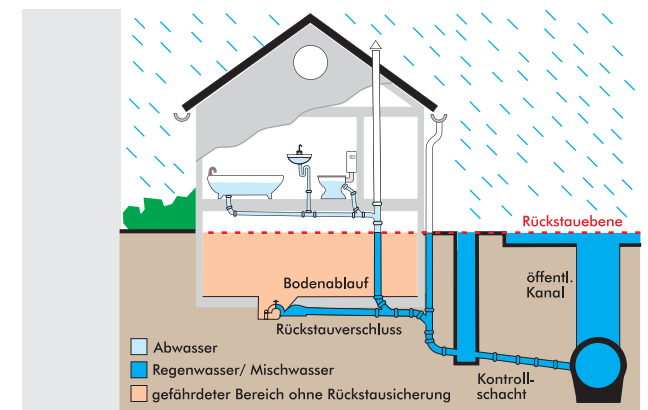 Rückstauebene
Bodenablauf
öffentl.
Kanal
Rückstauverschluss
Abwasser
Regenwasser/ Mischwasser
Kontroll-
schacht
gefährdeter Bereich ohne Rückstausicherung